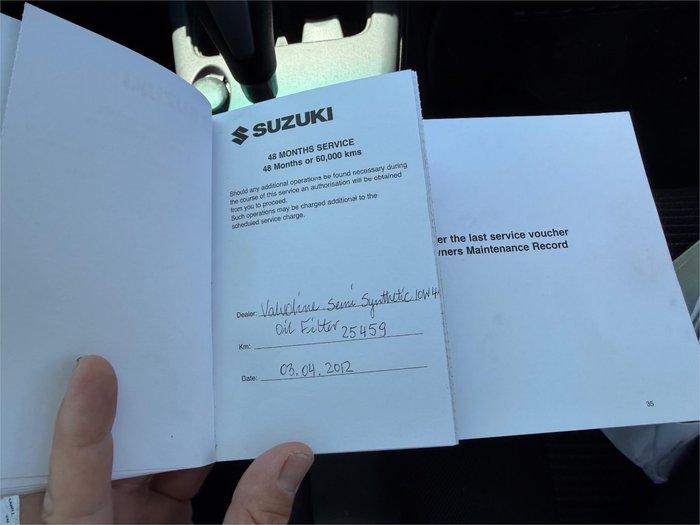 SUZUKI
48 MONTHS SERVICE
48 Months or 60,000 kms
Should any additional operations be found necessary during
the course of this service an authorisation will be obtained
from you to proceed.
Such operations may be charged additional to the
scheduled service charge.
Dealer: Valvoline Semi Synthetic 10W4
Oil Filter
Km: 25459
Date: 03.04.2012
er the last service voucher
ners Maintenance Record
35